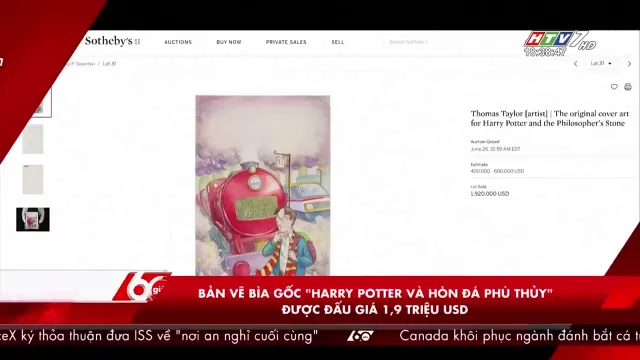 Sotheby's
AUCTIONS
BUY NOW
PRIVATE SALES
SELL
Search Sotheby's
HTV7 HD
18:38:47
Lot 37
Lot 37
Thomas Taylor [artist] | The original cover art
for Harry Potter and the Philosopher's Stone
Auction Closed
June 26, 10:59 AM EDT
Estimate
400,000 - 600,000 USD
Lot Sold
1,920,000 USD
60 giây
BẢN VẼ BÌA GỐC "HARRY POTTER VÀ HÒN ĐÁ PHÙ THỦY"
ĐƯỢC ĐẤU GIÁ 1,9 TRIỆU USD
ceX ký thỏa thuận đưa ISS về "nơi an nghỉ cuối cùng"
60s
Canada khôi phục ngành đánh bắt cá t